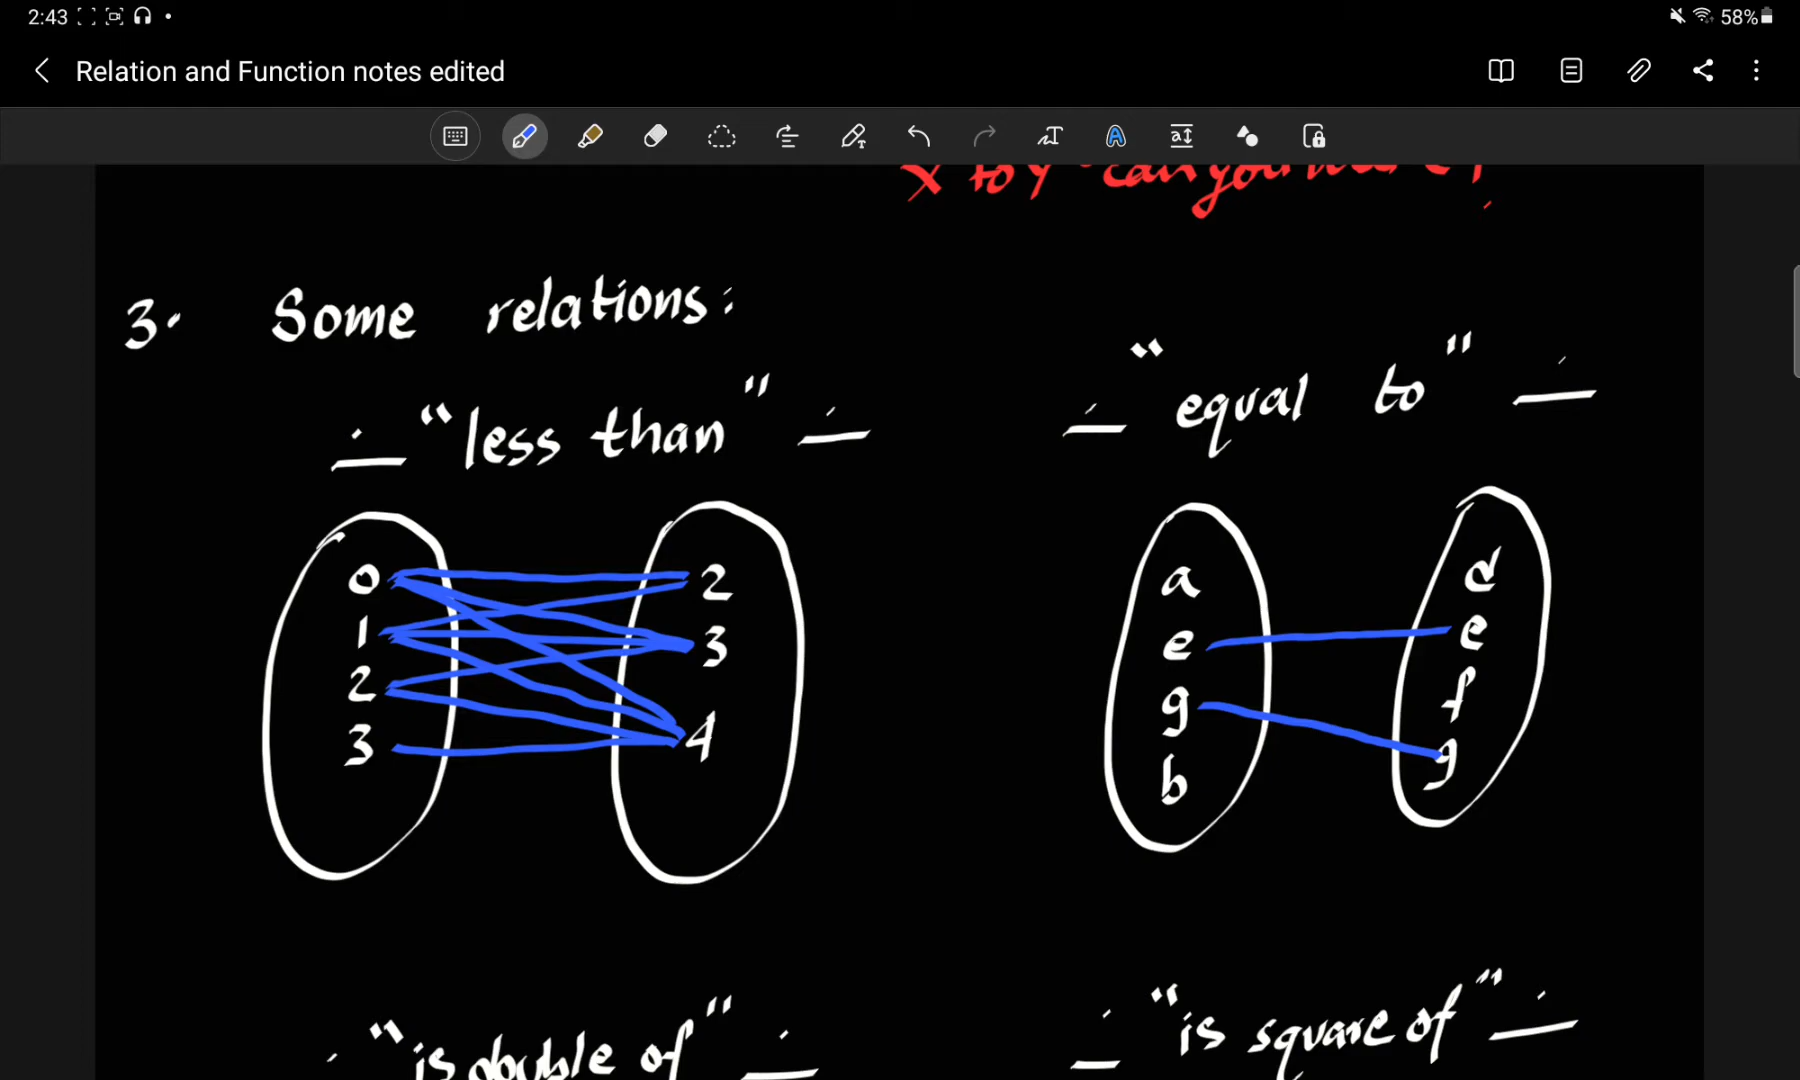 2:43
58%
Relation and Function notes edited
X to y
3. Some relations:
"less than"
"equal to"
0
1
2
3
2
3
4
a
e
g
b
d
e
f
g
"is double of"
"is square of"